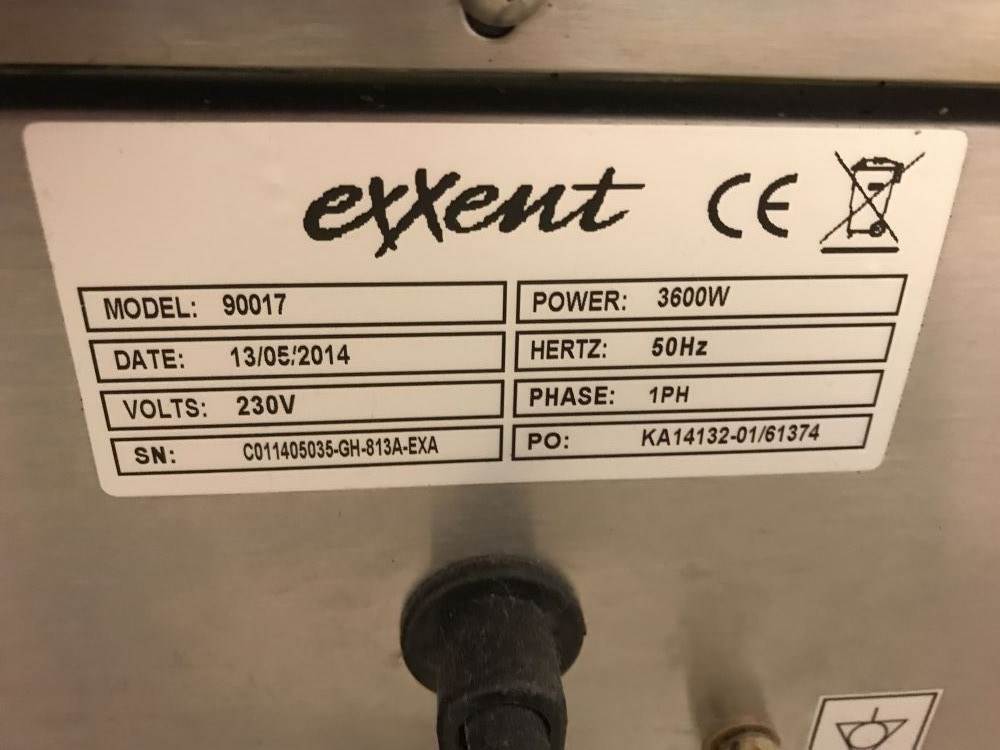 exxent CE
MODEL: 90017
POWER: 3600W
DATE: 13/05/2014
HERTZ: 50Hz
VOLTS: 230V
PHASE: 1PH
SN: C011405035-GH-813A-EXA
PO: KA14132-01/61374